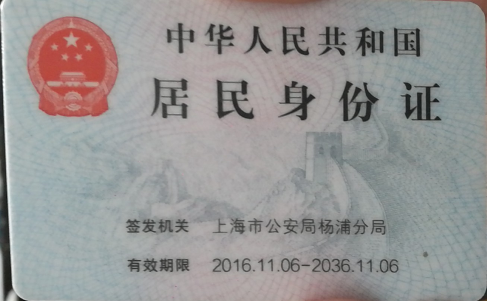 中华人民共和国
居民身份证
签发机关 上海市公安局杨浦分局
有效期限 2016.11.06-2036.11.06